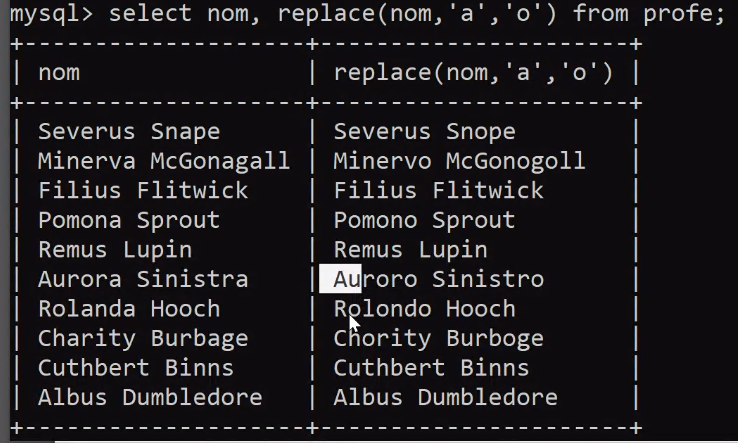 mysql> select nom, replace(nom,'a','o') from profe;
+---------------------+----------------------+
| nom                 | replace(nom,'a','o') |
+---------------------+----------------------+
| Severus Snape       | Severus Snope        |
| Minerva McGonagall  | Minervo McGonogoll   |
| Filius Flitwick     | Filius Flitwick      |
| Pomona Sprout       | Pomono Sprout        |
| Remus Lupin         | Remus Lupin          |
| Aurora Sinistra     | Auroro Sinistro      |
| Rolanda Hooch       | Rolondo Hooch        |
| Charity Burbage     | Chority Burboge      |
| Cuthbert Binns      | Cuthbert Binns       |
| Albus Dumbledore    | Albus Dumbledore     |
+---------------------+----------------------+